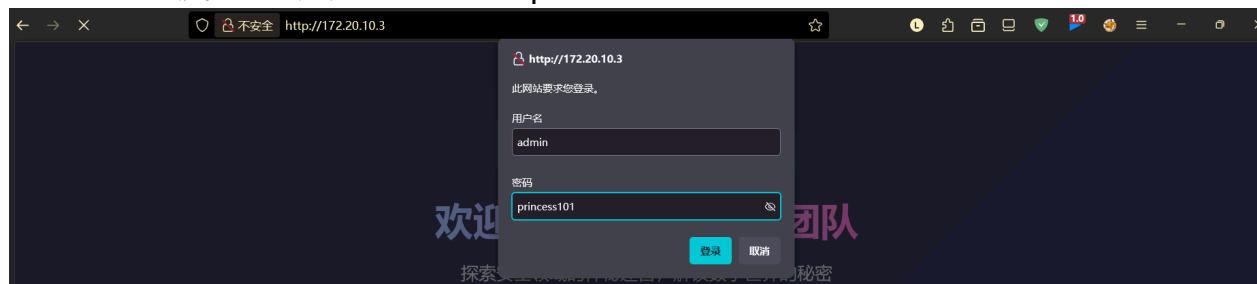 不安全 http://172.20.10.3
1.0
http://172.20.10.3
此网站要求您登录。
用户名
admin
密码
princess101
登录 取消
欢迎 团队
探索 的秘密